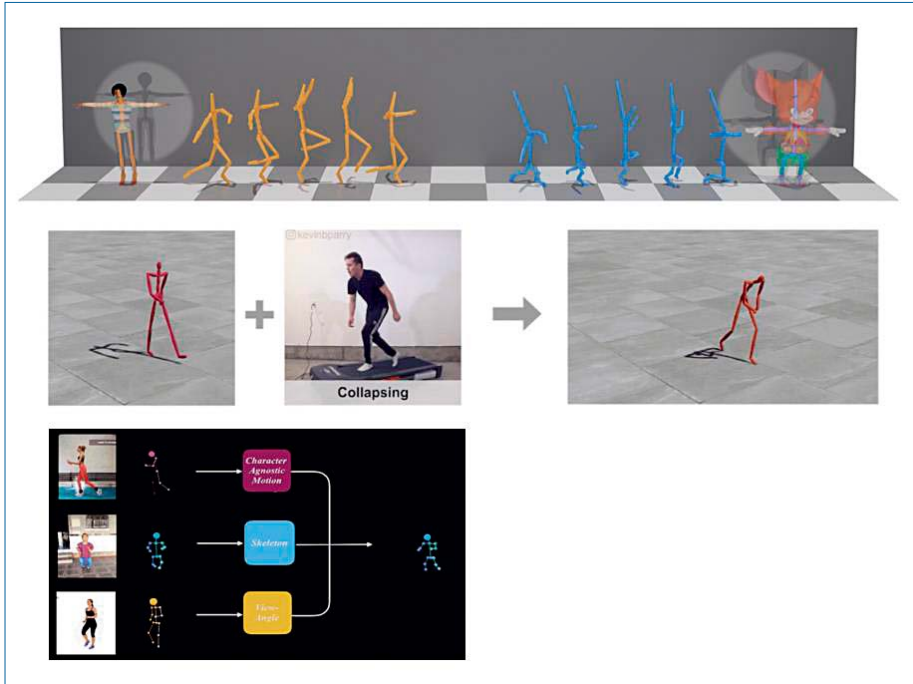 kevinbparry
Collapsing
Character
Agnostic
Motion
Skeleton
View-
Angle